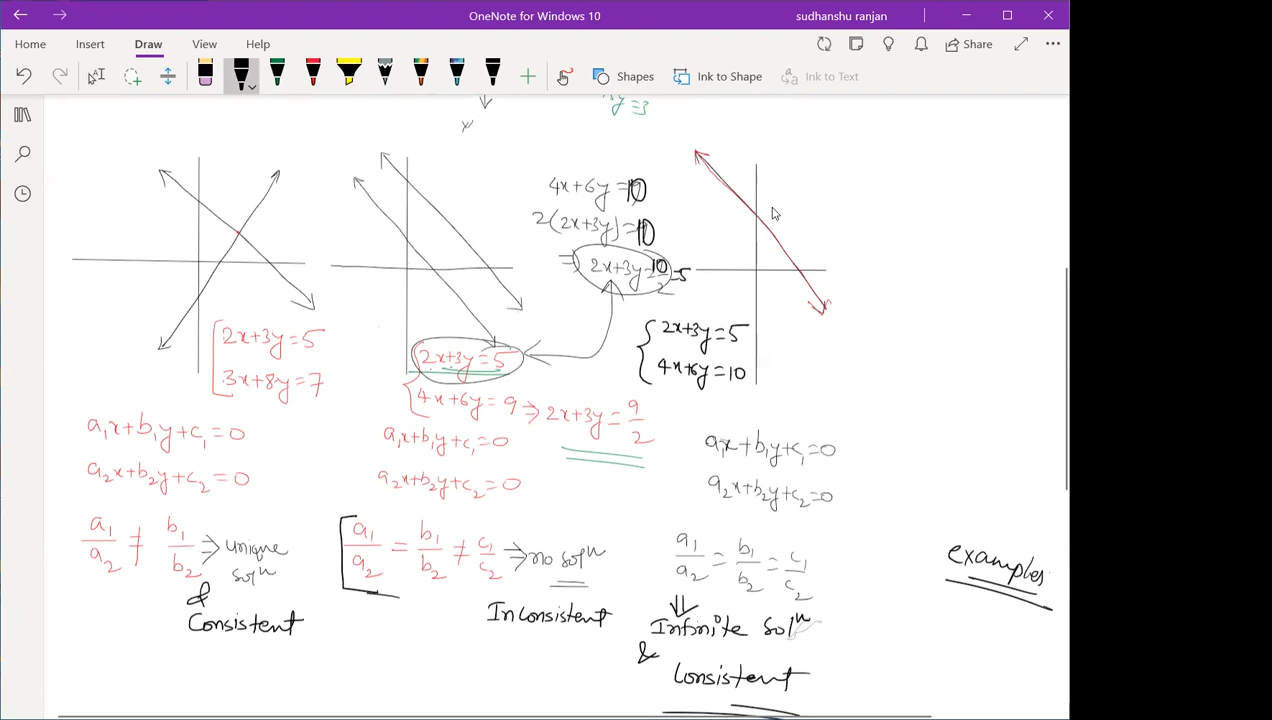 OneNote for Windows 10
sudhanshu ranjan
Home Insert Draw View Help
Share
Shapes Ink to Shape Ink to Text
y=3
4x+6y=10
2(2x+3y)=10
⇒ 2x+3y=10/2=5
2x+3y=5
3x+8y=7
2x+3y=5
4x+6y=9 ⇒ 2x+3y=9/2
2x+3y=5
4x+6y=10
a₁x+b₁y+c₁=0
a₂x+b₂y+c₂=0
a₁/a₂ ≠ b₁/b₂ ⇒ unique
solⁿ
&
Consistent
a₁x+b₁y+c₁=0
a₂x+b₂y+c₂=0
a₁/a₂ = b₁/b₂ ≠ c₁/c₂ ⇒ no solⁿ
Inconsistent
a₁x+b₁y+c₁=0
a₂x+b₂y+c₂=0
a₁/a₂ = b₁/b₂ = c₁/c₂
⇓
Infinite solⁿ
&
Consistent
examples